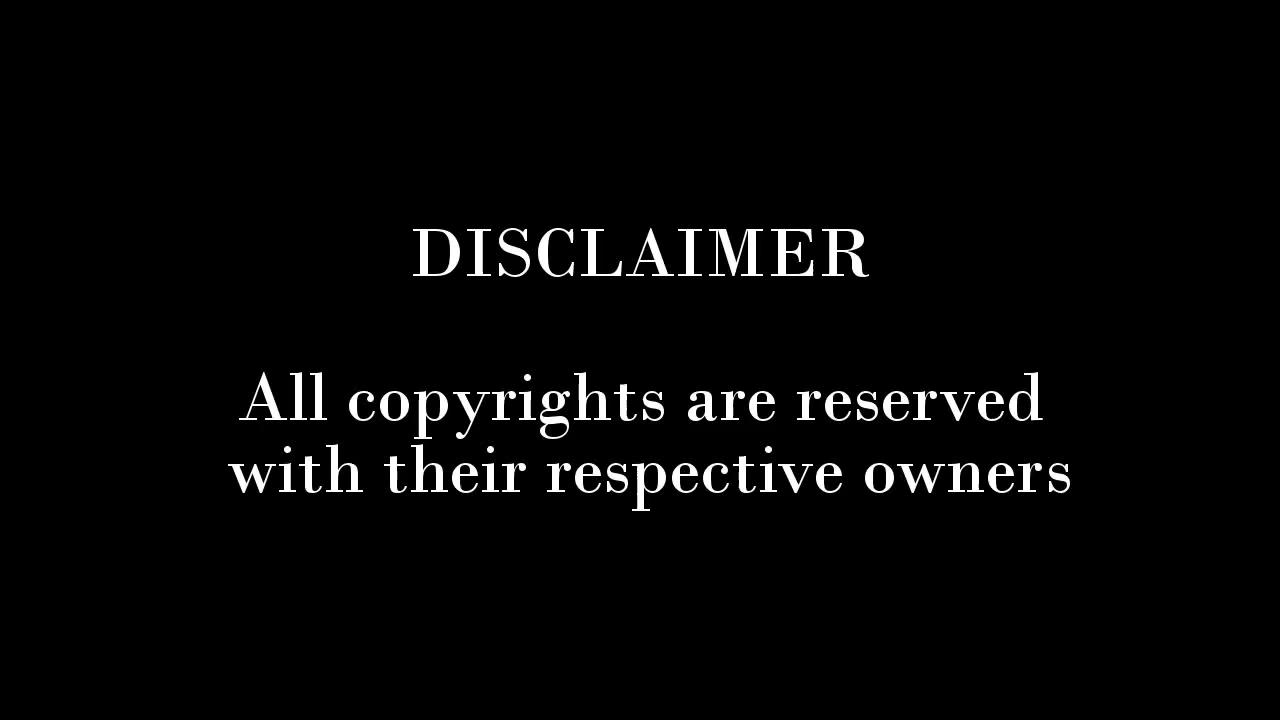 DISCLAIMER
All copyrights are reserved
with their respective owners